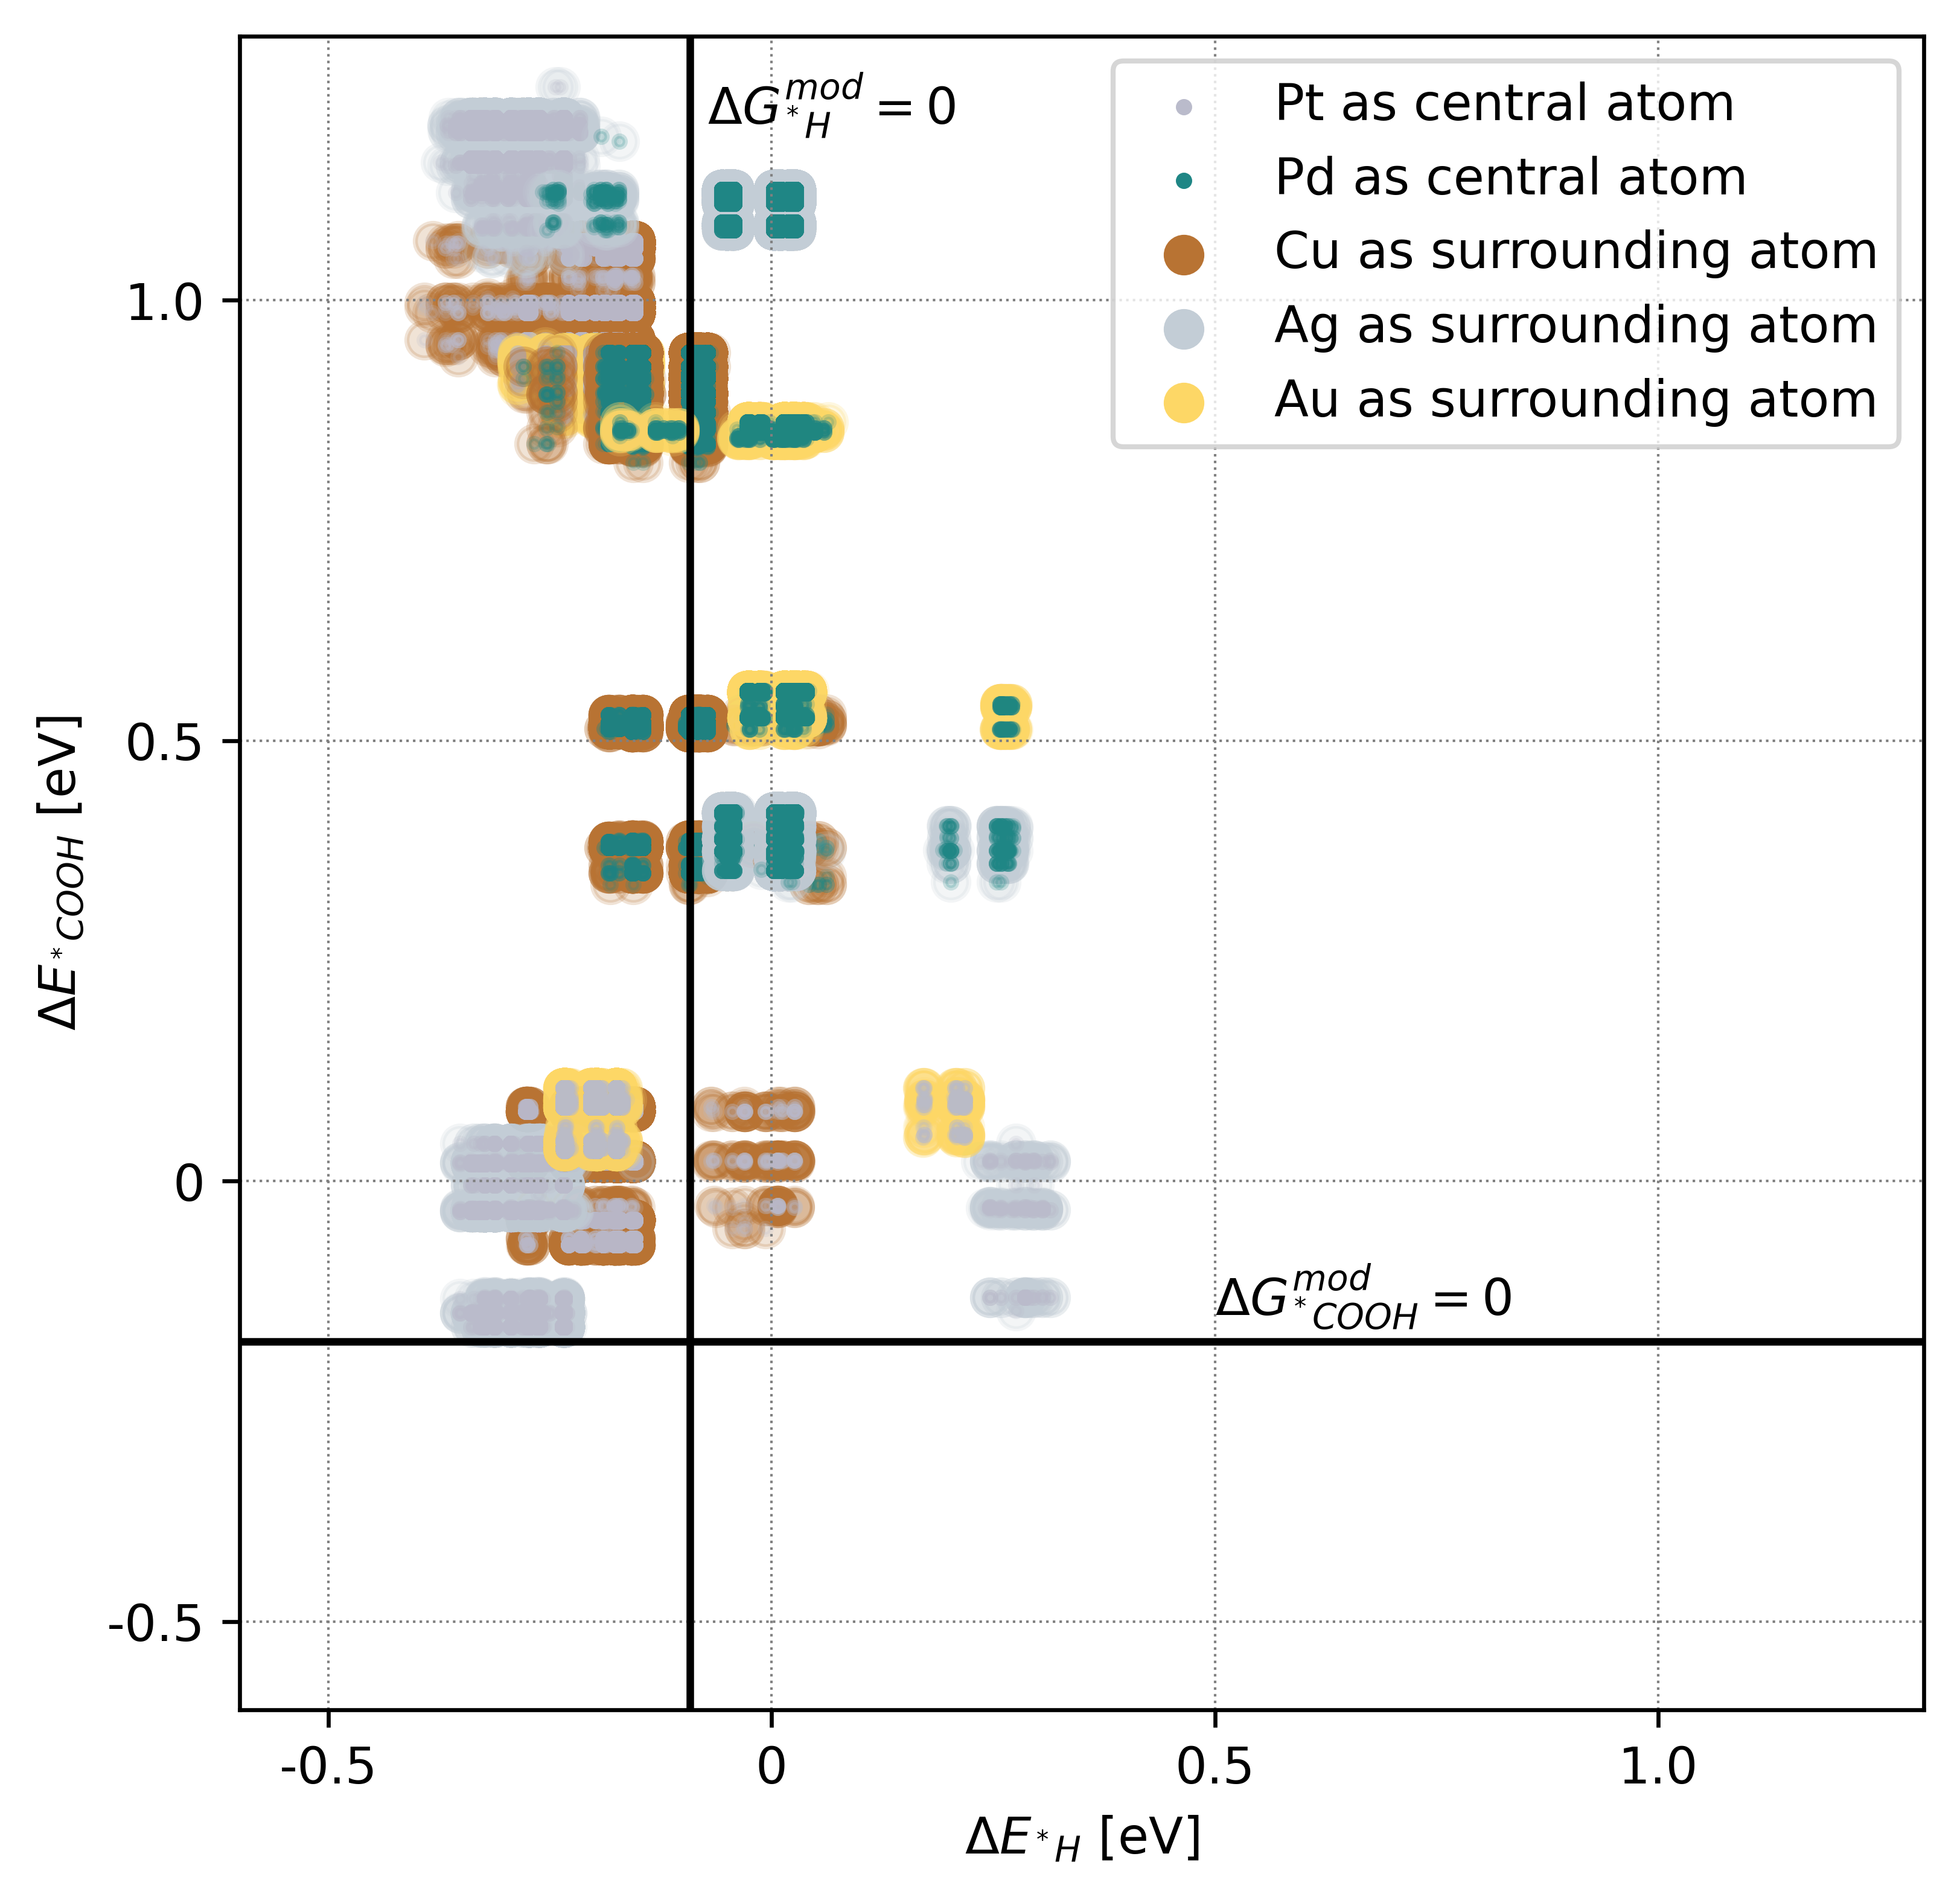 ΔG^{mod}_{*H} = 0
Pt as central atom
Pd as central atom
Cu as surrounding atom
Ag as surrounding atom
Au as surrounding atom
1.0
0.5
0
-0.5
ΔE_{*COOH} [eV]
ΔG^{mod}_{*COOH} = 0
-0.5 0 0.5 1.0
ΔE_{*H} [eV]